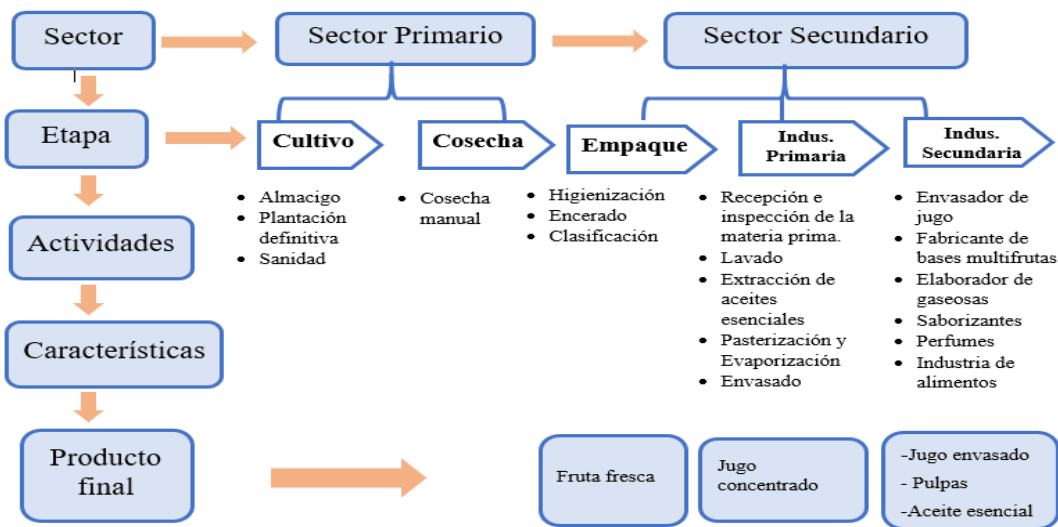 Sector
Sector Primario
Sector Secundario
Etapa
Cultivo
Cosecha
Empaque
Indus.
Primaria
Indus.
Secundaria
Actividades
• Almacigo
• Plantación
definitiva
• Sanidad
• Cosecha
manual
• Higienización
• Encerado
• Clasificación
• Recepción e
inspección de la
materia prima.
• Lavado
• Extracción de
aceites
esenciales
• Pasterización y
Evaporización
• Envasado
• Envasador de
jugo
• Fabricante de
bases multifrutas
• Elaborador de
gaseosas
• Saborizantes
• Perfumes
• Industria de
alimentos
Característícas
Producto
final
Fruta fresca
Jugo
concentrado
-Jugo envasado
- Pulpas
-Aceite esencial